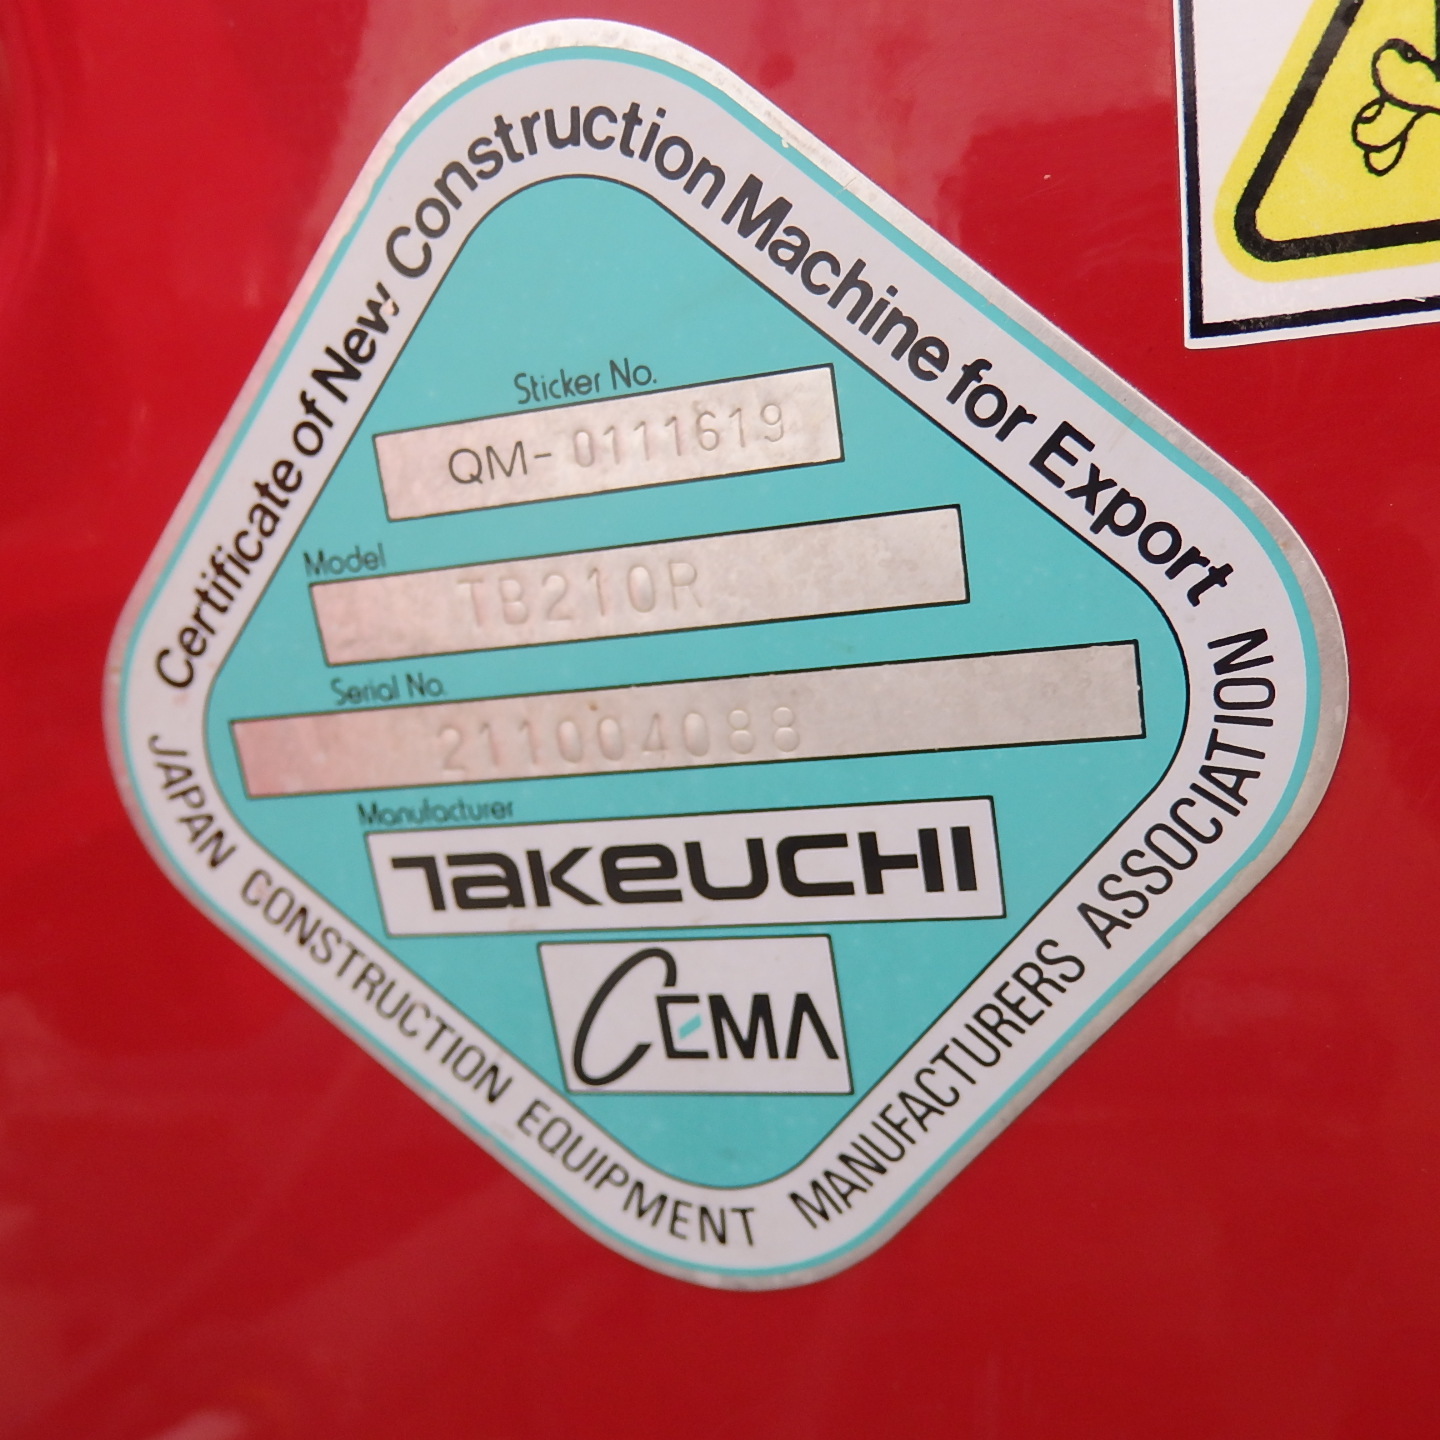 Certificate of New Construction Machine for Export
Sticker No.
QM- 0111619
Model
TB210R
Serial No.
211004088
Manufacturer
TAKEUCHI
CEMA
JAPAN CONSTRUCTION EQUIPMENT MANUFACTURERS ASSOCIATION